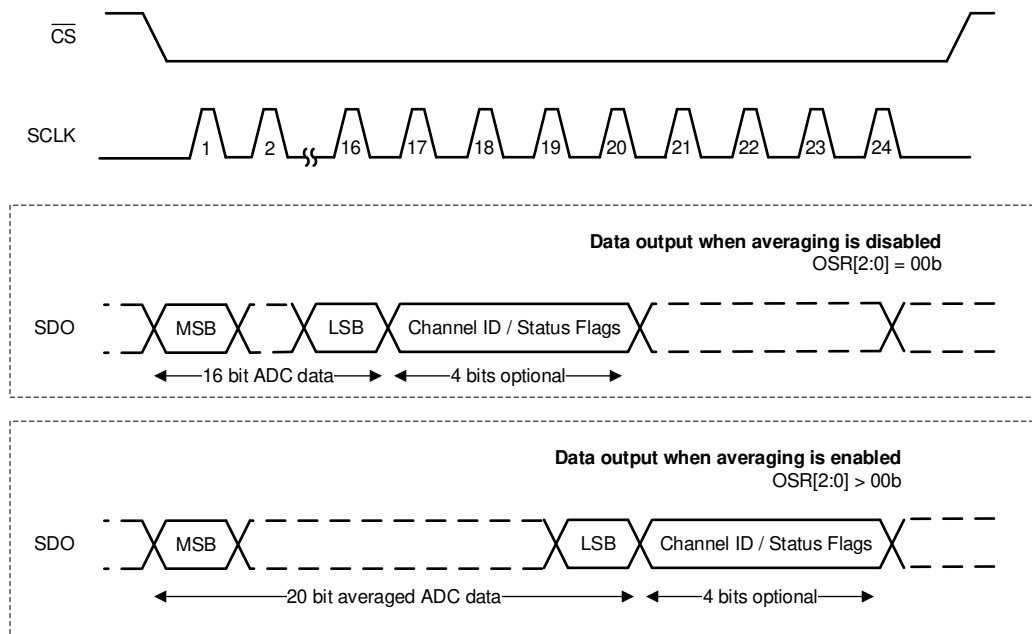 CS
SCLK
1 2 16 17 18 19 20 21 22 23 24
Data output when averaging is disabled
OSR[2:0] = 00b
SDO
MSB LSB Channel ID / Status Flags
16 bit ADC data 4 bits optional
Data output when averaging is enabled
OSR[2:0] > 00b
SDO
MSB LSB Channel ID / Status Flags
20 bit averaged ADC data 4 bits optional